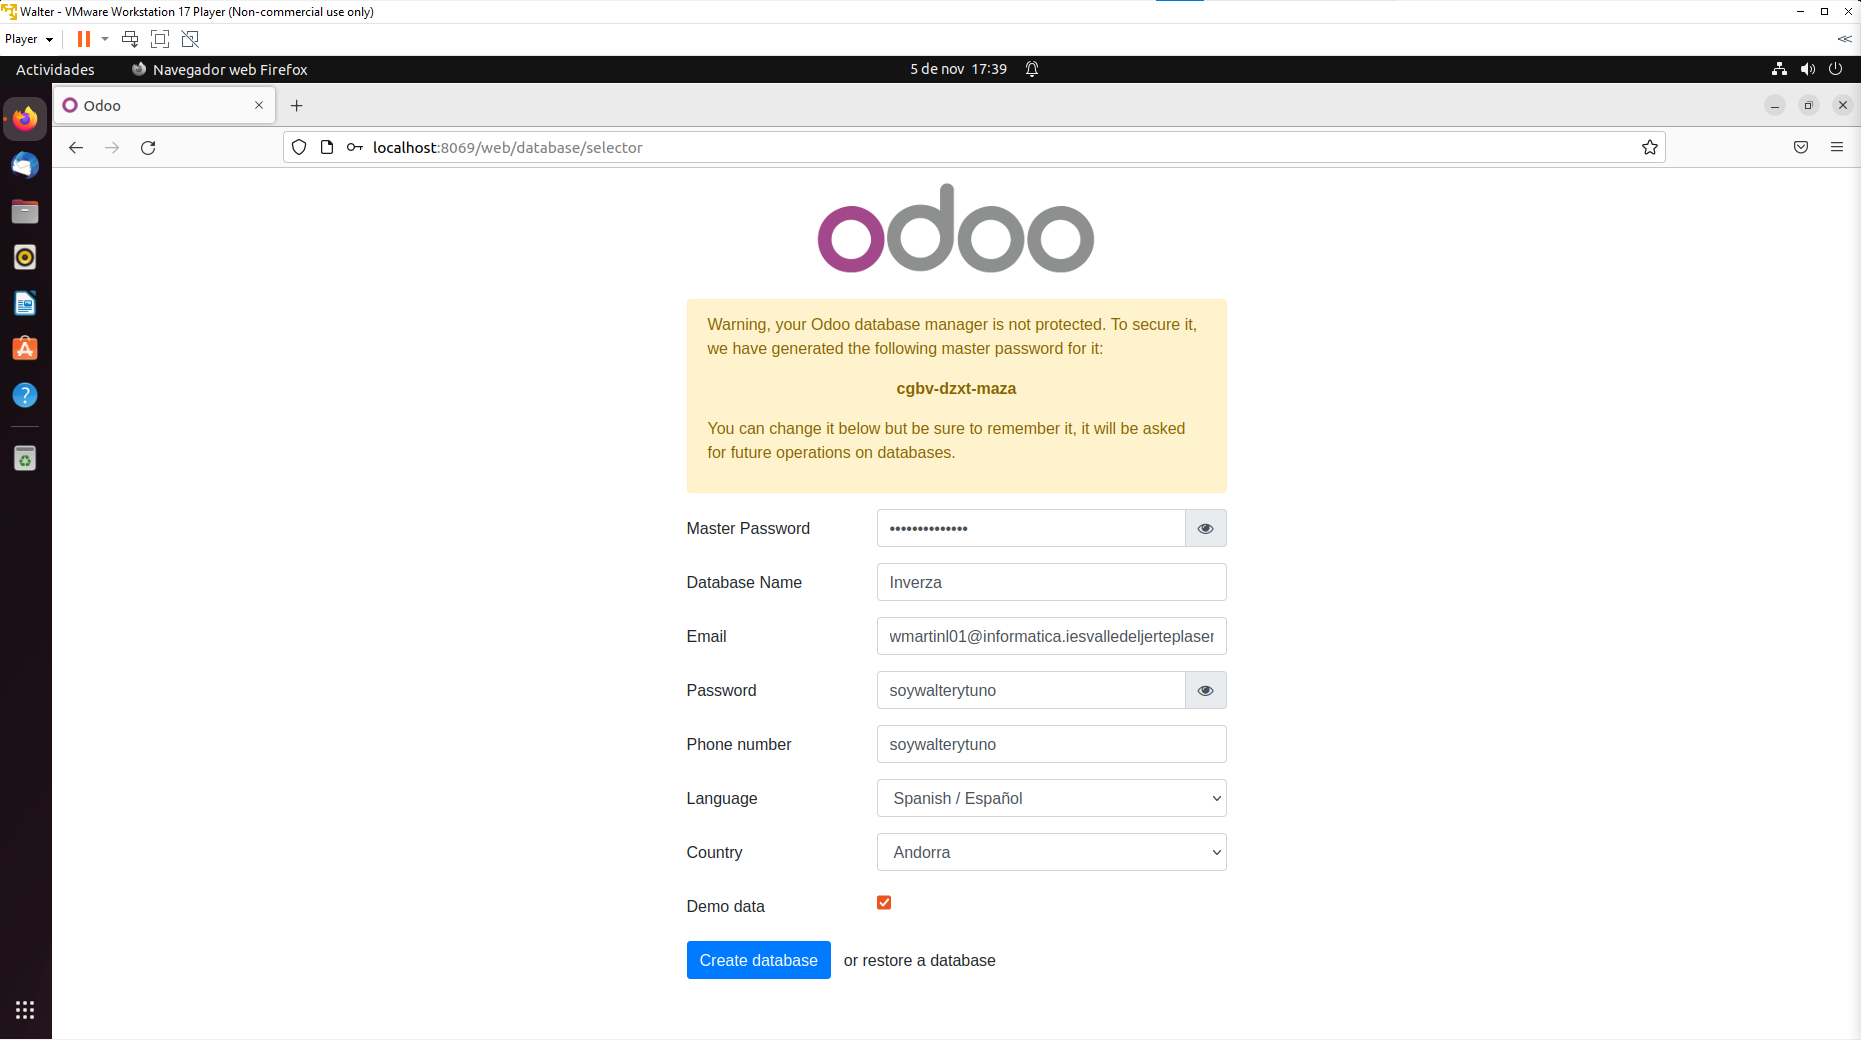 Walter - VMware Workstation 17 Player (Non-commercial use only)
Player
Actividades
Navegador web Firefox
5 de nov 17:39
Odoo
localhost:8069/web/database/selector
odoo
Warning, your Odoo database manager is not protected. To secure it,
we have generated the following master password for it:
cgbv-dzxt-maza
You can change it below but be sure to remember it, it will be asked
for future operations on databases.
Master Password
••••••••••••••
Database Name
Inverza
Email
wmartinl01@informatica.iesvalledeljerteplaser
Password
soywalterytuno
Phone number
soywalterytuno
Language
Spanish / Español
Country
Andorra
Demo data
Create database
or restore a database